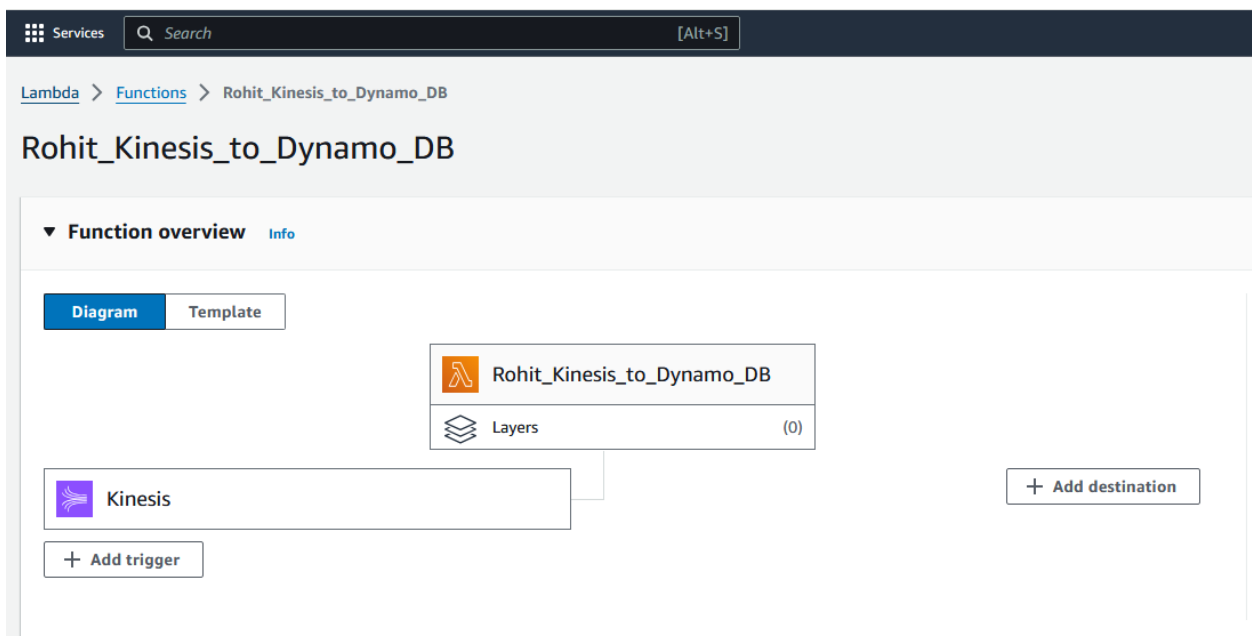 Services Search [Alt+S]
Lambda > Functions > Rohit_Kinesis_to_Dynamo_DB
Rohit_Kinesis_to_Dynamo_DB
▼ Function overview Info
Diagram Template
Rohit_Kinesis_to_Dynamo_DB
Layers (0)
Kinesis
+ Add destination
+ Add trigger